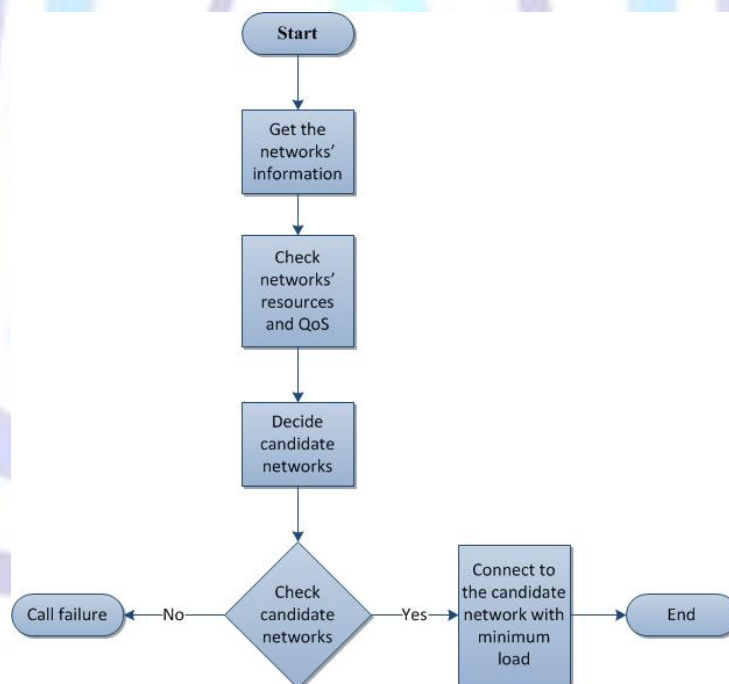 Start
Get the
networks’
information
Check
networks’
resources
and QoS
Decide
candidate
networks
Call failure
No
Check
candidate
networks
Yes
Connect to
the candidate
network with
minimum
load
End